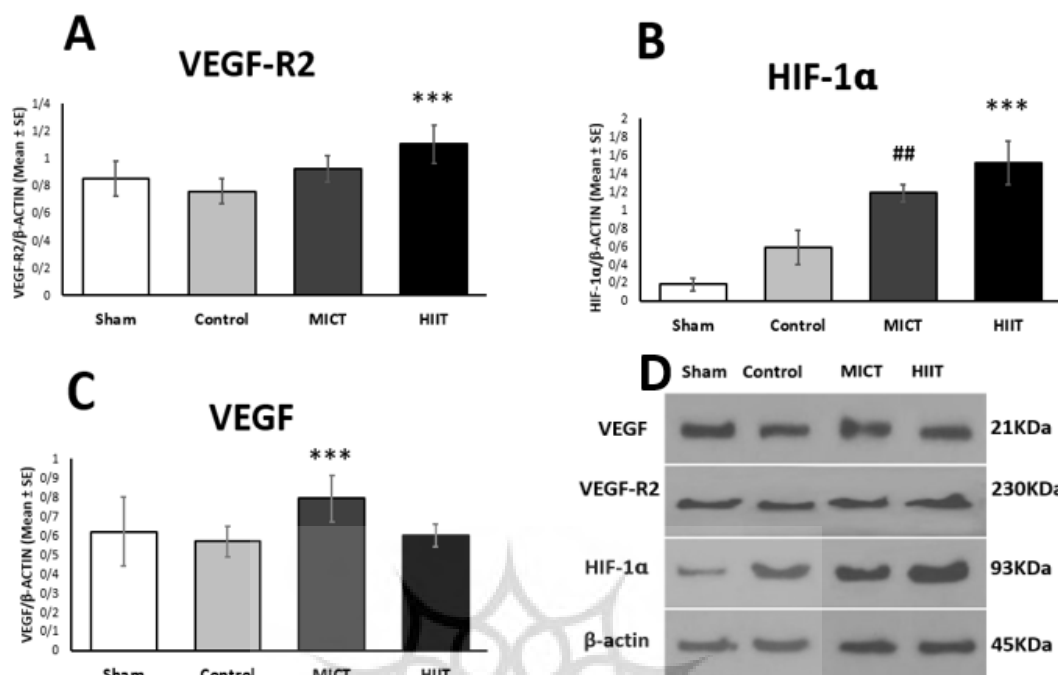 A
VEGF-R2
***
VEGF-R2/β-ACTIN (Mean ± SE)
1/4
1/2
1
0/8
0/6
0/4
0/2
0
Sham Control MICT HIIT
B
HIF-1α
***
##
HIF-1α/β-ACTIN (Mean ± SE)
2
1/8
1/6
1/4
1/2
1
0/8
0/6
0/4
0/2
0
Sham Control MICT HIIT
C
VEGF
***
VEGF/β-ACTIN (Mean ± SE)
1
0/9
0/8
0/7
0/6
0/5
0/4
0/3
0/2
0/1
0
Sham Control MICT HIIT
D
Sham Control MICT HIIT
VEGF 21KDa
VEGF-R2 230KDa
HIF-1α 93KDa
β-actin 45KDa